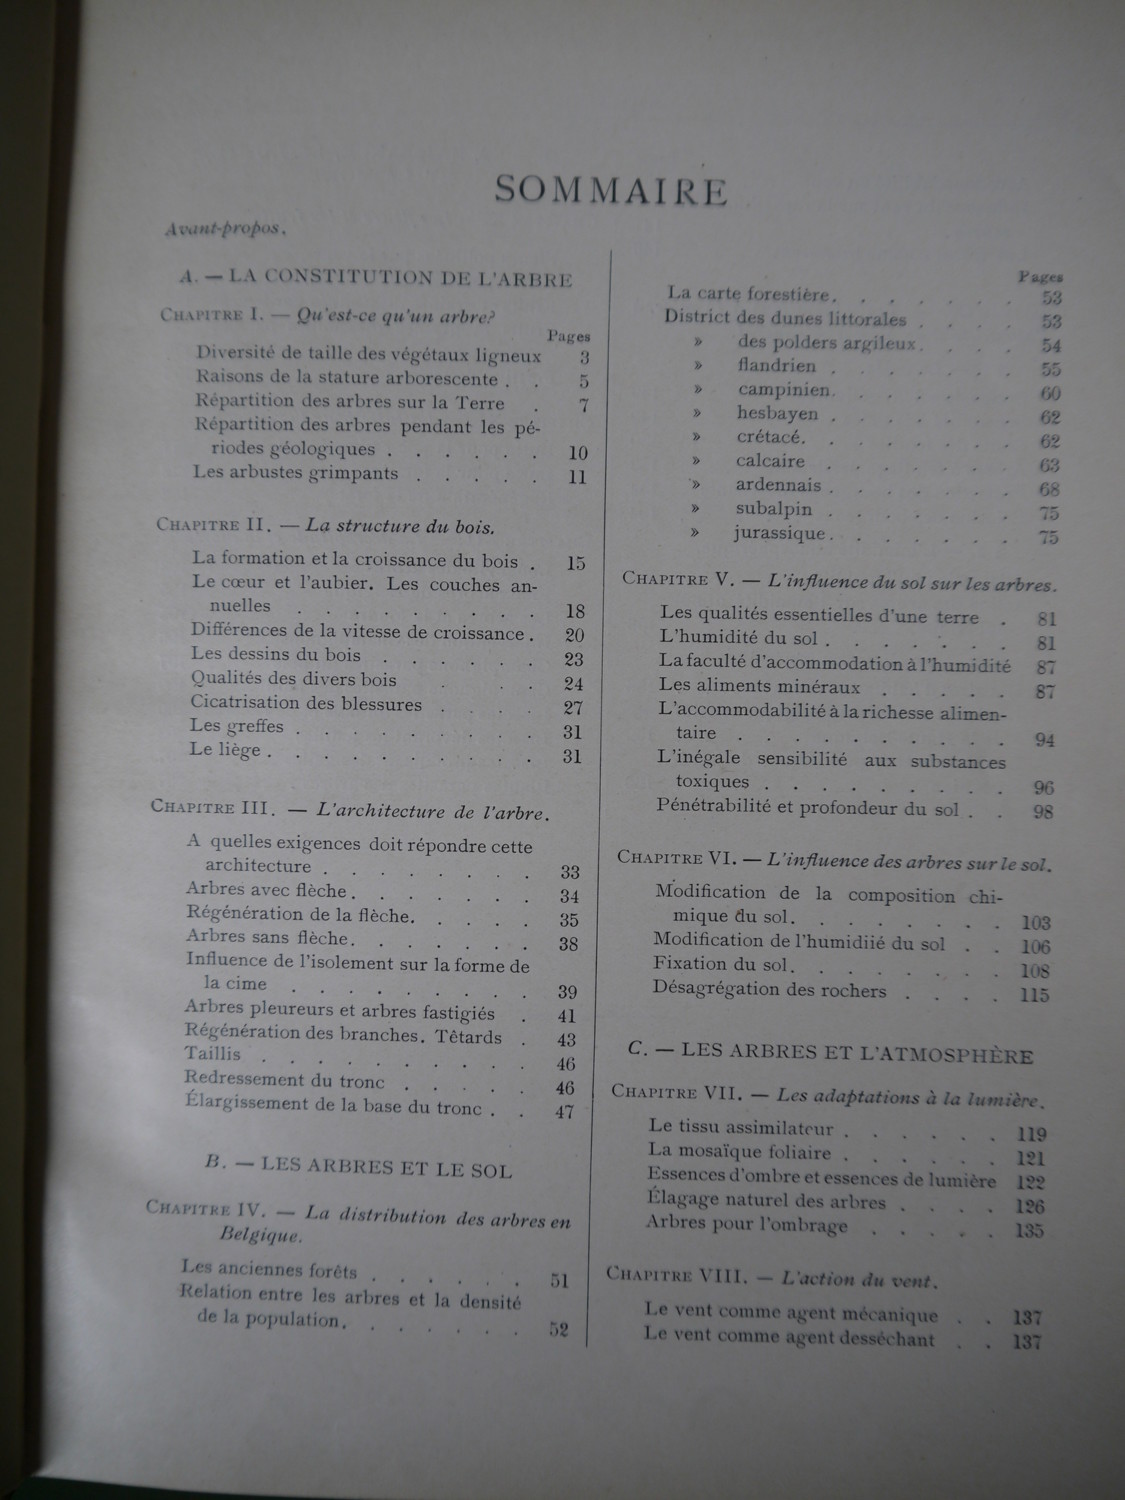 SOMMAIRE
Avant-propos.
A. — LA CONSTITUTION DE L'ARBRE
CHAPITRE I. — Qu'est-ce qu'un arbre?
Pages
Diversité de taille des végétaux ligneux 3
Raisons de la stature arborescente . . 5
Répartition des arbres sur la Terre . 7
Répartition des arbres pendant les pé-
riodes géologiques . . . . . . 10
Les arbustes grimpants . . . . . 11
CHAPITRE II. — La structure du bois.
La formation et la croissance du bois . 15
Le cœur et l'aubier. Les couches an-
nuelles . . . . . . . . . 18
Différences de la vitesse de croissance . 20
Les dessins du bois . . . . . . 23
Qualités des divers bois . . . 24
Cicatrisation des blessures . . . . 27
Les greffes . . . . . . . . . 31
Le liège . . . . . . . . . . 31
CHAPITRE III. — L'architecture de l'arbre.
A quelles exigences doit répondre cette
architecture . . . . . . . . 33
Arbres avec flèche . . . . . . . 34
Régénération de la flèche. . . . . 35
Arbres sans flèche. . . . . . . 38
Influence de l'isolement sur la forme de
la cime . . . . . . . . . 39
Arbres pleureurs et arbres fastigiés . 41
Régénération des branches. Têtards . 43
Taillis . . . . . . . . . . 46
Redressement du tronc . . . . . 46
Élargissement de la base du tronc . . 47
B. — LES ARBRES ET LE SOL
CHAPITRE IV. — La distribution des arbres en
Belgique.
Les anciennes forêts . . . . . . 51
Relation entre les arbres et la densité
de la population. . . . . . . 52
Pages
La carte forestière. . . . . . . 53
District des dunes littorales . . . . 53
» des polders argileux . . . . 54
» flandrien . . . . . . . 55
» campinien. . . . . . . 60
» hesbayen . . . . . . . 62
» crétacé. . . . . . . . 62
» calcaire . . . . . . . 63
» ardennais . . . . . . . 68
» subalpin . . . . . . . 75
» jurassique . . . . . . . 75
CHAPITRE V. — L'influence du sol sur les arbres.
Les qualités essentielles d'une terre . 81
L'humidité du sol . . . . . . . 81
La faculté d'accommodation à l'humidité 87
Les aliments minéraux . . . . . 87
L'accommodabilité à la richesse alimen-
taire . . . . . . . . . . 94
L'inégale sensibilité aux substances
toxiques . . . . . . . . . 96
Pénétrabilité et profondeur du sol . . 98
CHAPITRE VI. — L'influence des arbres sur le sol.
Modification de la composition chi-
mique du sol. . . . . . . . 103
Modification de l'humidiié du sol . . 106
Fixation du sol. . . . . . . . 108
Désagrégation des rochers . . . . 115
C. — LES ARBRES ET L'ATMOSPHÈRE
CHAPITRE VII. — Les adaptations à la lumière.
Le tissu assimilateur . . . . . . 119
La mosaïque foliaire . . . . . . 121
Essences d'ombre et essences de lumière 122
Élagage naturel des arbres . . . . 126
Arbres pour l'ombrage . . . . . 135
CHAPITRE VIII. — L'action du vent.
Le vent comme agent mécanique . . 137
Le vent comme agent desséchant . . 137